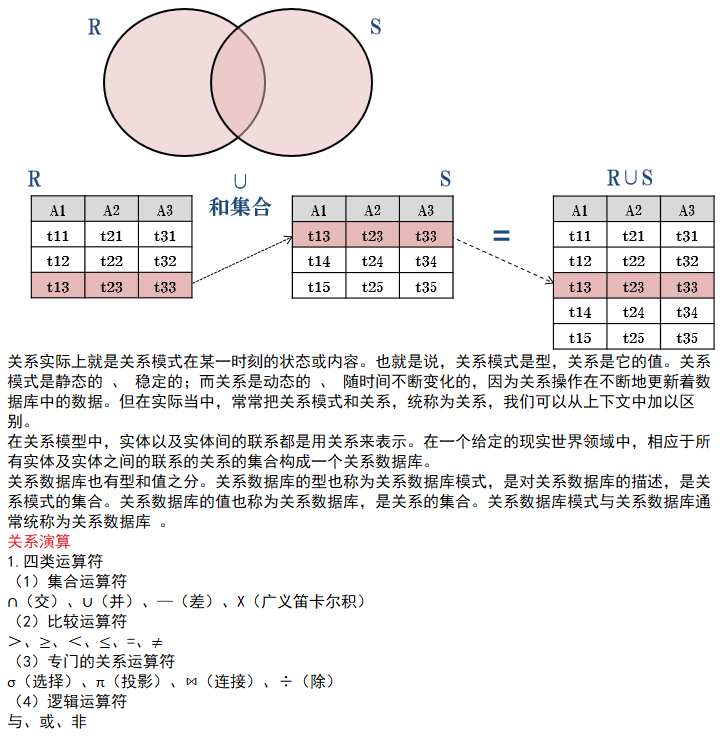 R S
R ∪ S R∪S
和集合
A1 A2 A3 A1 A2 A3 A1 A2 A3
t11 t21 t31 t13 t23 t33 = t11 t21 t31
t12 t22 t32 t14 t24 t34 t12 t22 t32
t13 t23 t33 t15 t25 t35 t13 t23 t33
t14 t24 t34
t15 t25 t35
关系实际上就是关系模式在某一时刻的状态或内容。也就是说，关系模式是型，关系是它的值。关系
模式是静态的 、 稳定的；而关系是动态的 、 随时间不断变化的，因为关系操作在不断地更新着数
据库中的数据。但在实际当中，常常把关系模式和关系，统称为关系，我们可以从上下文中加以区
别。
在关系模型中，实体以及实体间的联系都是用关系来表示。在一个给定的现实世界领域中，相应于所
有实体及实体之间的联系的关系的集合构成一个关系数据库。
关系数据库也有型和值之分。关系数据库的型也称为关系数据库模式，是对关系数据库的描述，是关
系模式的集合。关系数据库的值也称为关系数据库，是关系的集合。关系数据库模式与关系数据库通
常统称为关系数据库 。
关系演算
1.四类运算符
（1）集合运算符
∩（交）、∪（并）、—（差）、X（广义笛卡尔积）
（2）比较运算符
＞、≥、＜、≤、=、≠
（3）专门的关系运算符
σ（选择）、π（投影）、⋈（连接）、÷（除）
（4）逻辑运算符
与、或、非